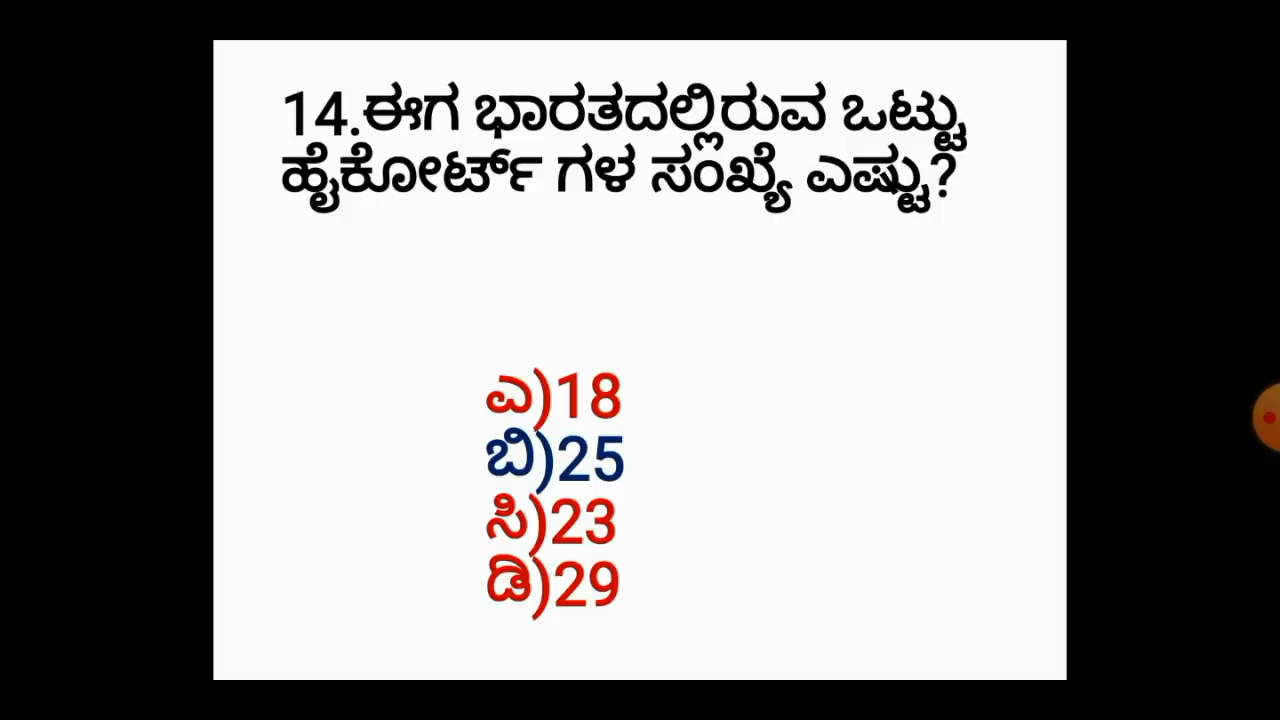 14.ಈಗ ಭಾರತದಲ್ಲಿರುವ ಒಟ್ಟು
ಹೈಕೋರ್ಟ್ ಗಳ ಸಂಖ್ಯೆ ಎಷ್ಟು?
ಎ)18
ಬಿ)25
ಸಿ)23
ಡಿ)29